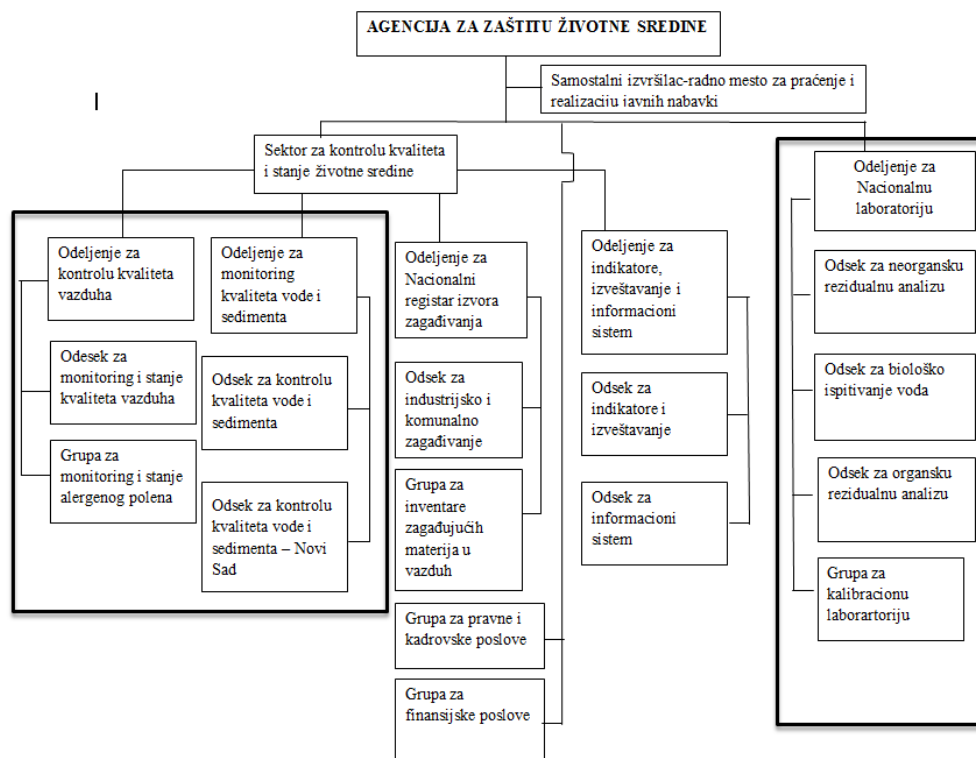 AGENCIJA ZA ZAŠTITU ŽIVOTNE SREDINE
Samostalni izvršilac-radno mesto za praćenje i
realizaciju javnih nabavki
Sektor za kontrolu kvaliteta
i stanje životne sredine
Odeljenje za
kontrolu kvaliteta
vazduha
Odesek za
monitoring i stanje
kvaliteta vazduha
Grupa za
monitoring i stanje
alergenog polena
Odeljenje za
monitoring
kvaliteta vode i
sedimenta
Odsek za kontrolu
kvaliteta vode i
sedimenta
Odsek za kontrolu
kvaliteta vode i
sedimenta – Novi
Sad
Odeljenje za
Nacionalni
registar izvora
zagađivanja
Odsek za
industrijsko i
komunalno
zagađivanje
Grupa za
inventare
zagađujućih
materija u
vazduh
Grupa za pravne i
kadrovske poslove
Grupa za
finansijske poslove
Odeljenje za
indikatore,
izveštavanje i
informacioni
sistem
Odsek za
indikatore i
izveštavanje
Odsek za
informacioni
sistem
Odeljenje za
Nacionalnu
laboratoriju
Odsek za neorgansku
rezidualnu analizu
Odsek za biološko
ispitivanje voda
Odsek za organsku
rezidualnu analizu
Grupa za
kalibracionu
laborartoriju